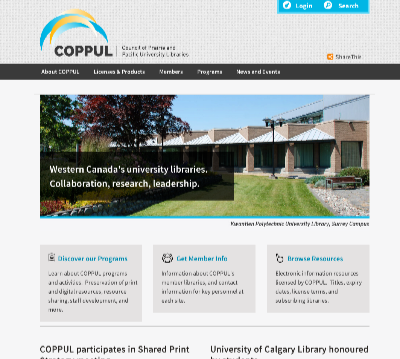 Login Search
COPPUL
Council of Prairie and
Pacific University Libraries
ShareThis
About COPPUL Licenses & Products Members Programs News and Events
Western Canada's university libraries.
Collaboration, research, leadership.
Kwantlen Polytechnic University Library, Surrey Campus
Discover our Programs
Learn about COPPUL programs
and activities. Preservation of print
and digital resources, resource
sharing, staff development, and
more.
Get Member Info
Information about COPPUL's
member libraries, and contact
information for key personnel at
each site.
Browse Resources
Electronic information resources
licensed by COPPUL. Titles, expiry
dates, license terms, and
subscribing libraries.
COPPUL participates in Shared Print
University of Calgary Library honoured